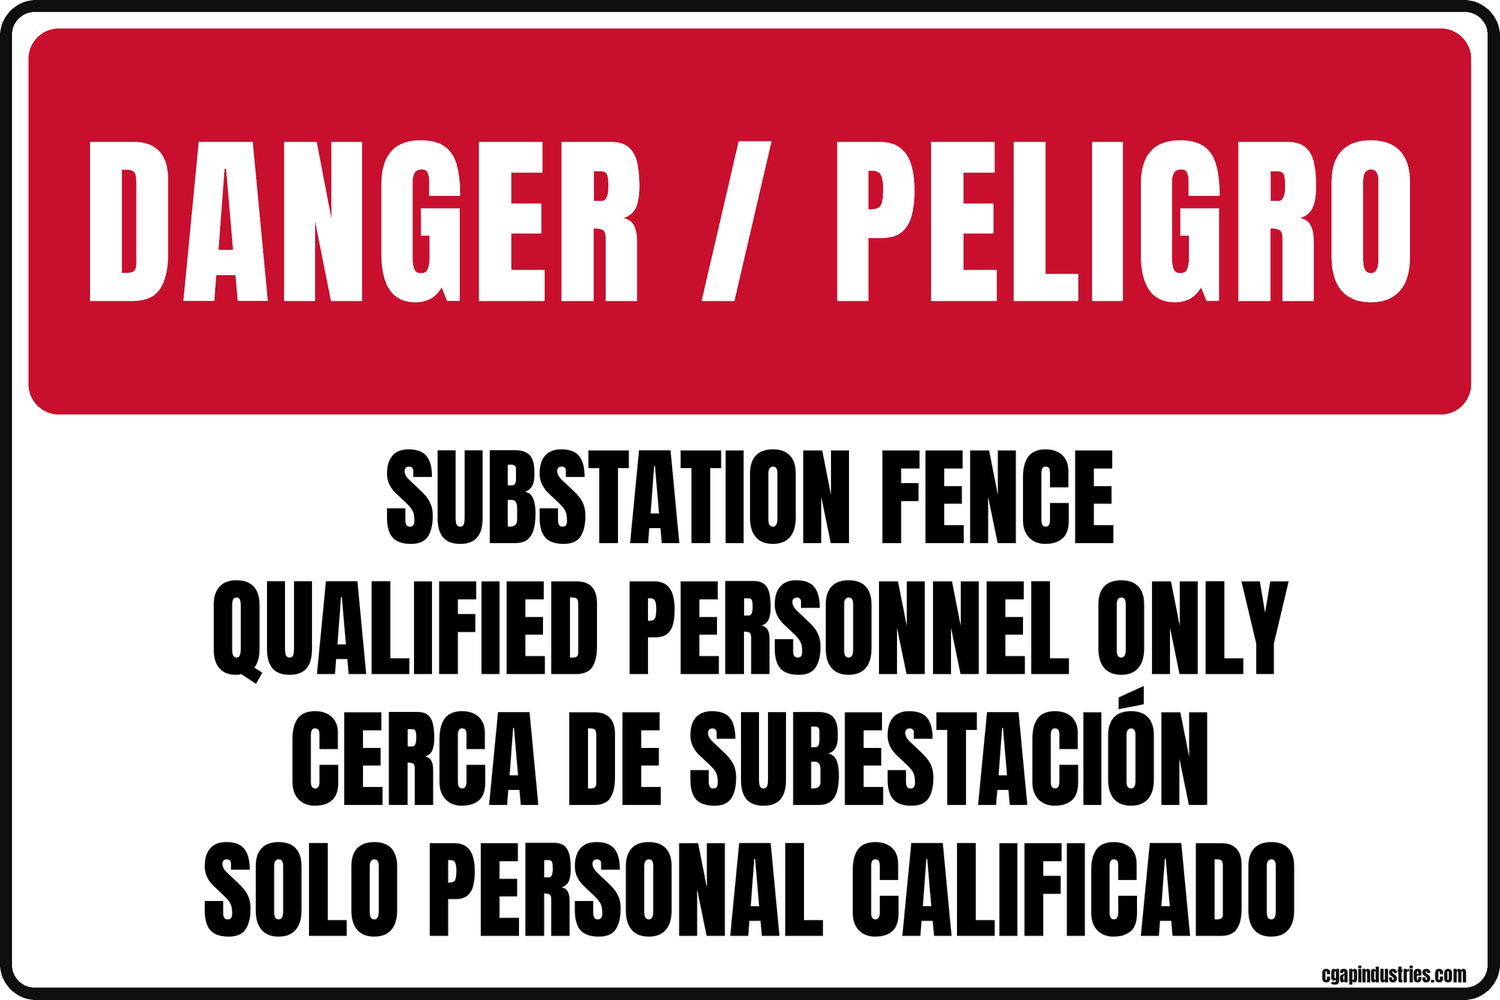 DANGER / PELIGRO
SUBSTATION FENCE
QUALIFIED PERSONNEL ONLY
CERCA DE SUBESTACIÓN
SOLO PERSONAL CALIFICADO
cgapindustries.com